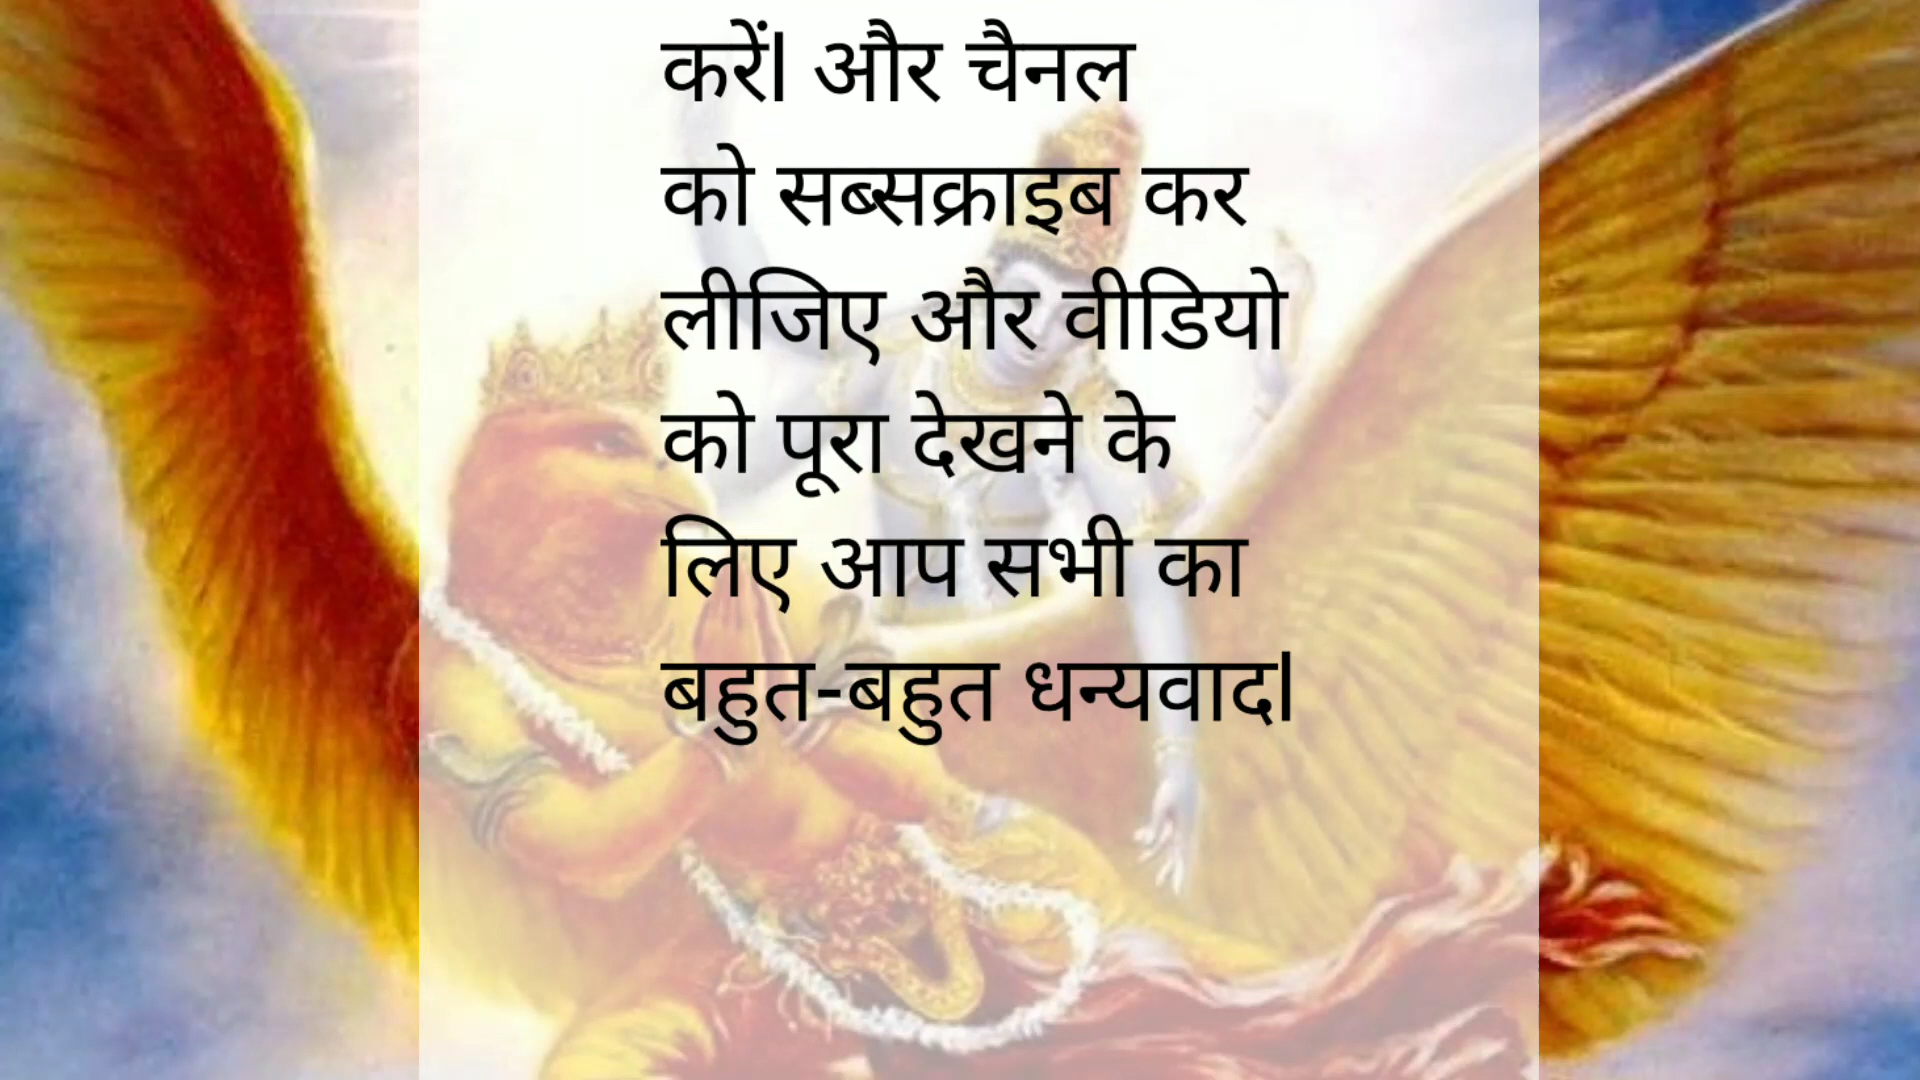 करें। और चैनल
को सब्सक्राइब कर
लीजिए और वीडियो
को पूरा देखने के
लिए आप सभी का
बहुत-बहुत धन्यवाद।